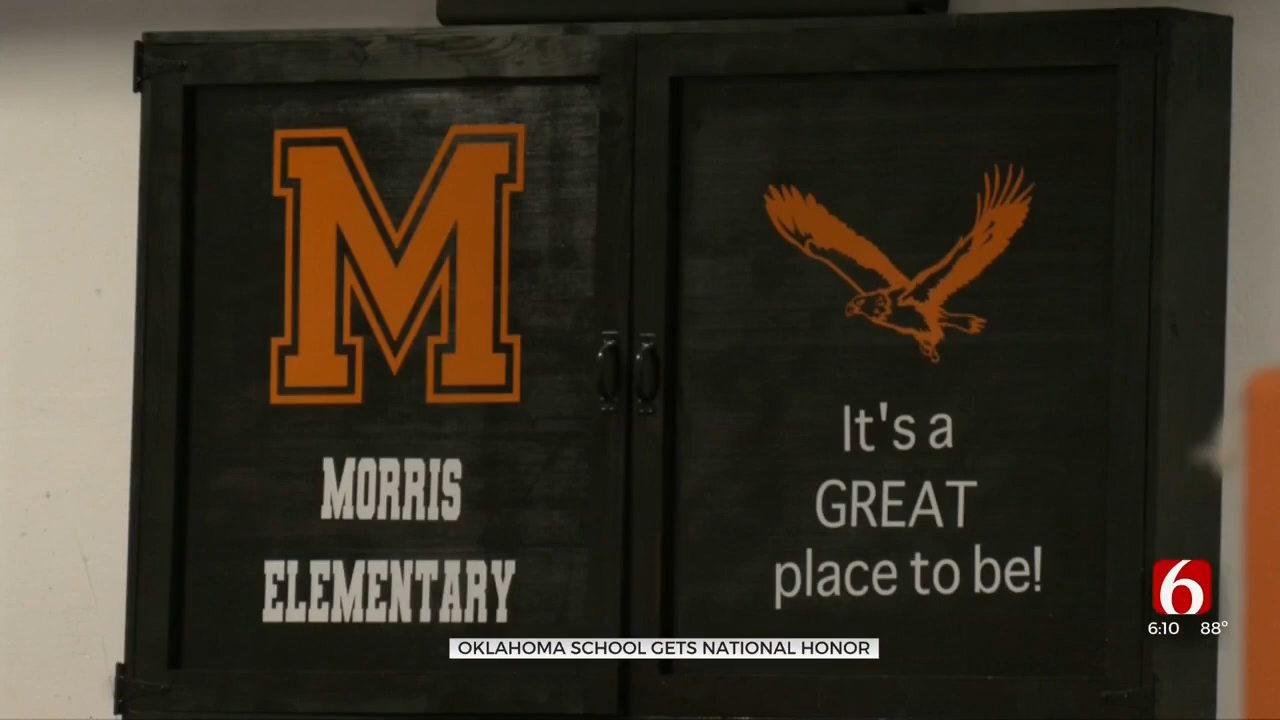 M
MORRIS
ELEMENTARY
It's a
GREAT
place to be!
OKLAHOMA SCHOOL GETS NATIONAL HONOR
6
6:10 88°